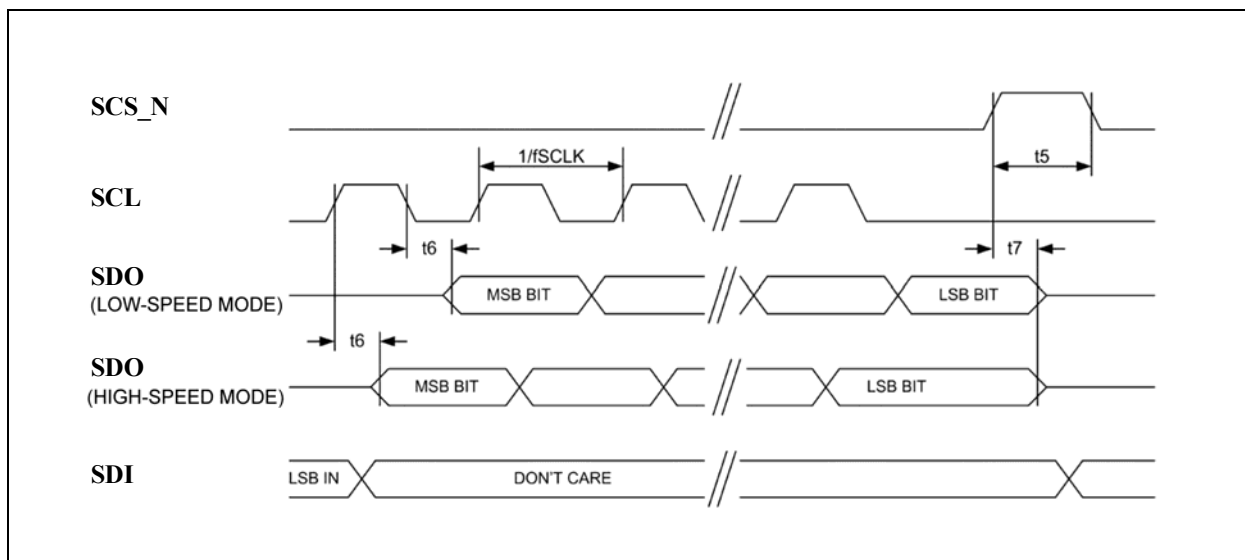 SCS_N
1/fSCLK
t5
SCL
t6
t7
SDO
(LOW-SPEED MODE)
MSB BIT
LSB BIT
t6
SDO
(HIGH-SPEED MODE)
MSB BIT
LSB BIT
SDI
LSB IN
DON'T CARE